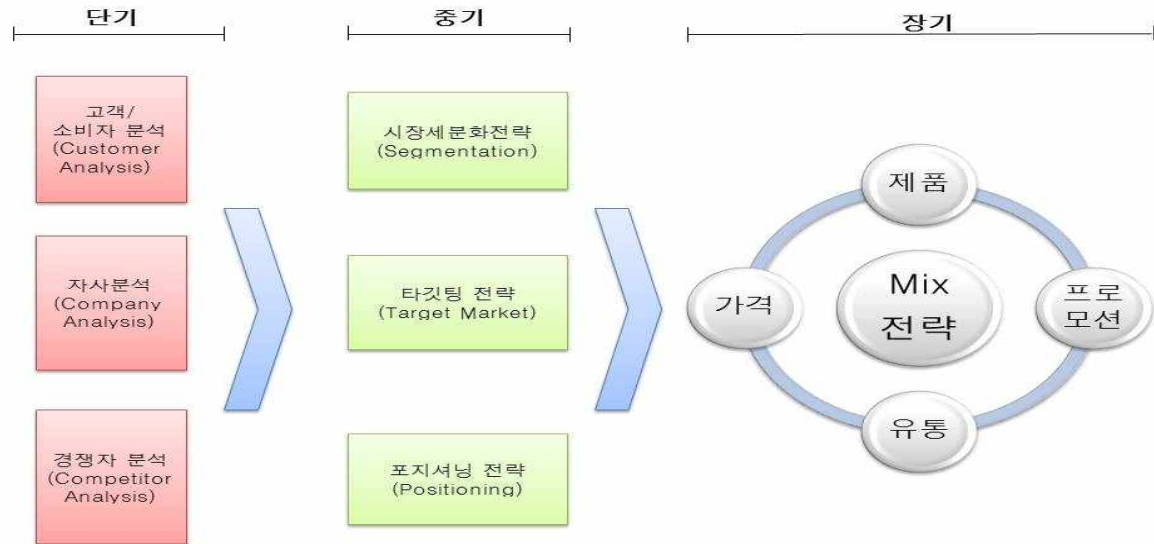 단기
고객/
소비자 분석
(Customer
Analysis)
자사분석
(Company
Analysis)
경쟁자 분석
(Competitor
Analysis)
중기
시장세분화전략
(Segmentation)
타깃팅 전략
(Target Market)
포지셔닝 전략
(Positioning)
장기
제품
가격
Mix
전략
프로
모션
유통